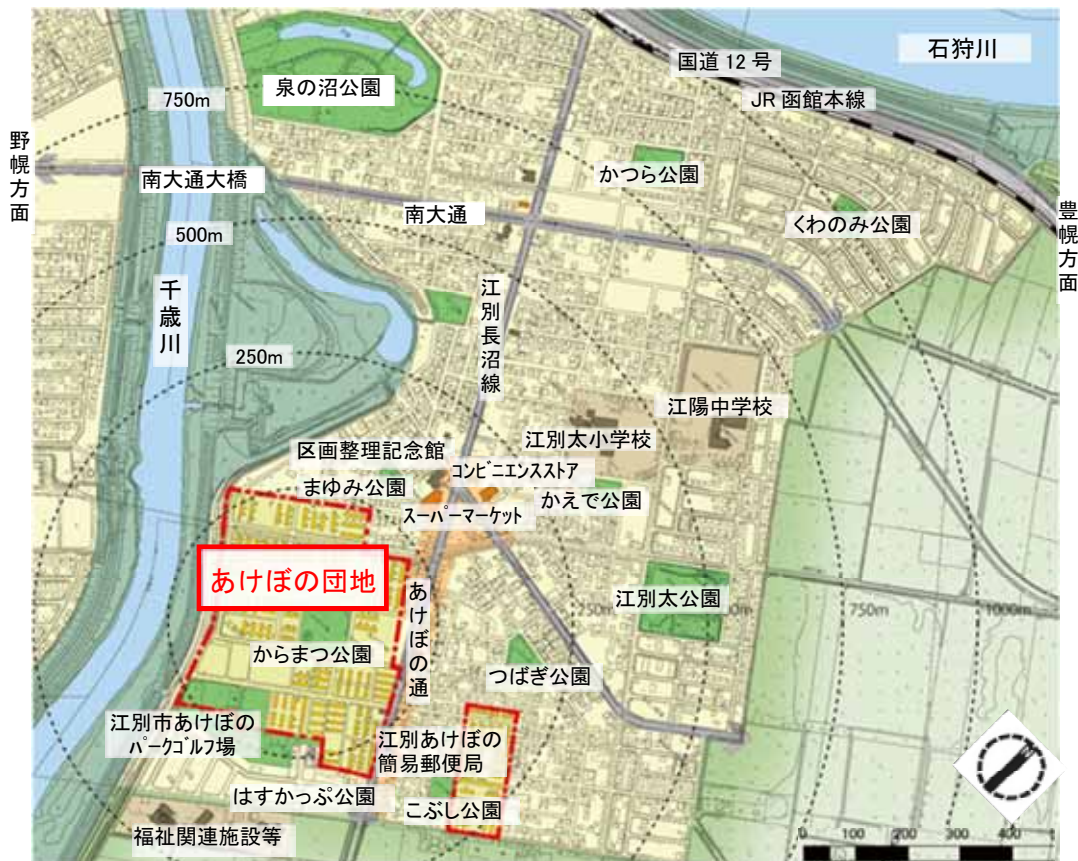 石狩川
国道 12 号
JR 函館本線
泉の沼公園
750m
野幌方面
南大通大橋
かつら公園
南大通
くわのみ公園
豊幌方面
500m
千歳川
江別長沼線
250m
江陽中学校
江別太小学校
区画整理記念館
コンビニエンスストア
まゆみ公園
かえで公園
スーパーマーケット
あけぼの団地
あけぼの通
江別太公園
750m
1000m
からまつ公園
つばぎ公園
江別市あけぼの
パークゴルフ場
江別あけぼの
簡易郵便局
はすかっぷ公園
こぶし公園
福祉関連施設等
0 100 200 300 400